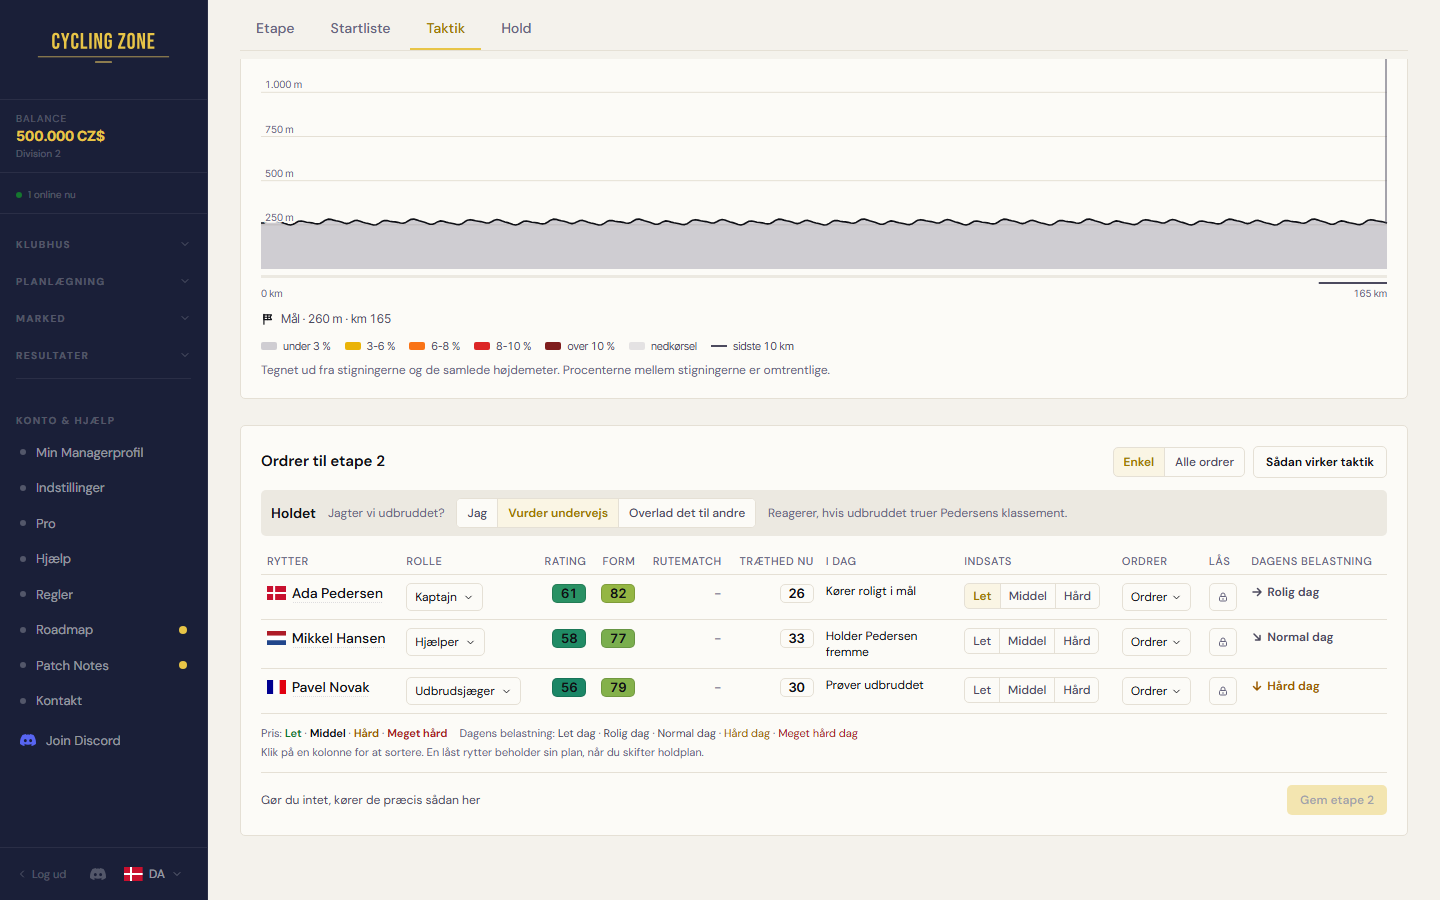 CYCLING ZONE
BALANCE
500.000 CZ$
Division 2
1 online nu
KLUBHUS
PLANLÆGNING
MARKED
RESULTATER
KONTO & HJÆLP
Min Managerprofil
Indstillinger
Pro
Hjælp
Regler
Roadmap
Patch Notes
Kontakt
Join Discord
Log ud
DA
Etape Startliste Taktik Hold
1.000 m
750 m
500 m
250 m
0 km 165 km
Mål · 260 m · km 165
under 3 % 3-6 % 6-8 % 8-10 % over 10 % nedkørsel sidste 10 km
Tegnet ud fra stigningerne og de samlede højdemeter. Procenterne mellem stigningerne er omtrentlige.
Ordrer til etape 2 Enkel Alle ordrer Sådan virker taktik
Holdet Jagter vi udbruddet? Jag Vurder undervejs Overlad det til andre Reagerer, hvis udbruddet truer Pedersens klassement.
RYTTER ROLLE RATING FORM RUTEMATCH TRÆTHED NU I DAG INDSATS ORDRER LÅS DAGENS BELASTNING
Ada Pedersen Kaptajn 61 82 – 26 Kører roligt i mål Let Middel Hård Ordrer → Rolig dag
Mikkel Hansen Hjælper 58 77 – 33 Holder Pedersen fremme Let Middel Hård Ordrer ↘ Normal dag
Pavel Novak Udbrudsjæger 56 79 – 30 Prøver udbruddet Let Middel Hård Ordrer ↓ Hård dag
Pris: Let · Middel · Hård · Meget hård Dagens belastning: Let dag · Rolig dag · Normal dag · Hård dag · Meget hård dag
Klik på en kolonne for at sortere. En låst rytter beholder sin plan, når du skifter holdplan.
Gør du intet, kører de præcis sådan her Gem etape 2